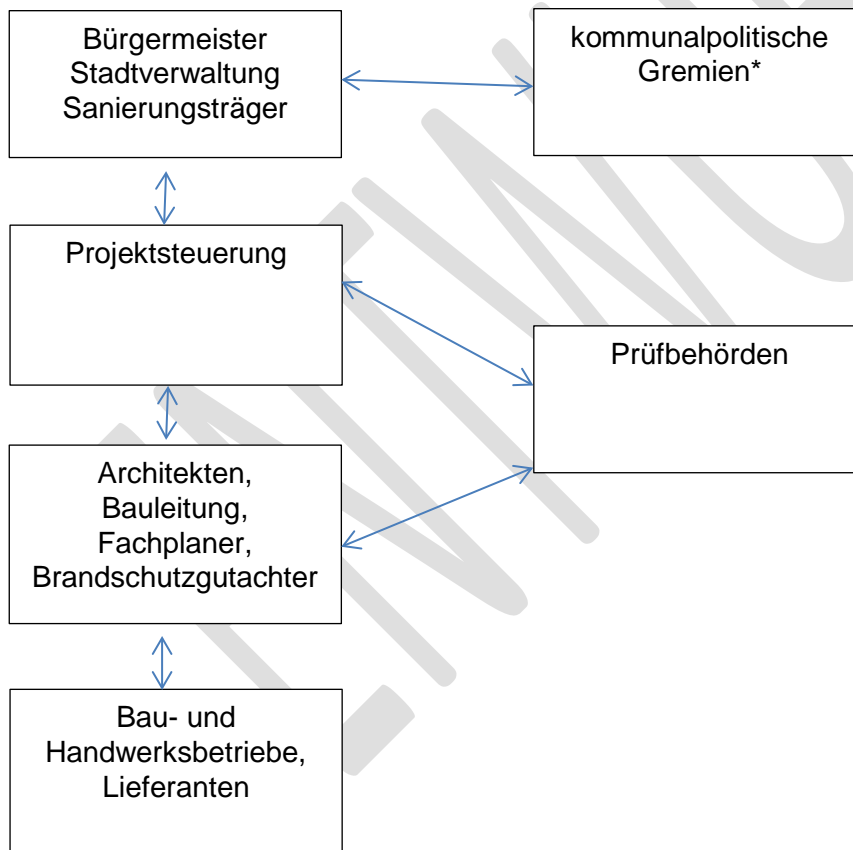 Bürgermeister
Stadtverwaltung
Sanierungsträger
kommunalpolitische
Gremien*
Projektsteuerung
Prüfbehörden
Architekten,
Bauleitung,
Fachplaner,
Brandschutzgutachter
Bau- und
Handwerksbetriebe,
Lieferanten